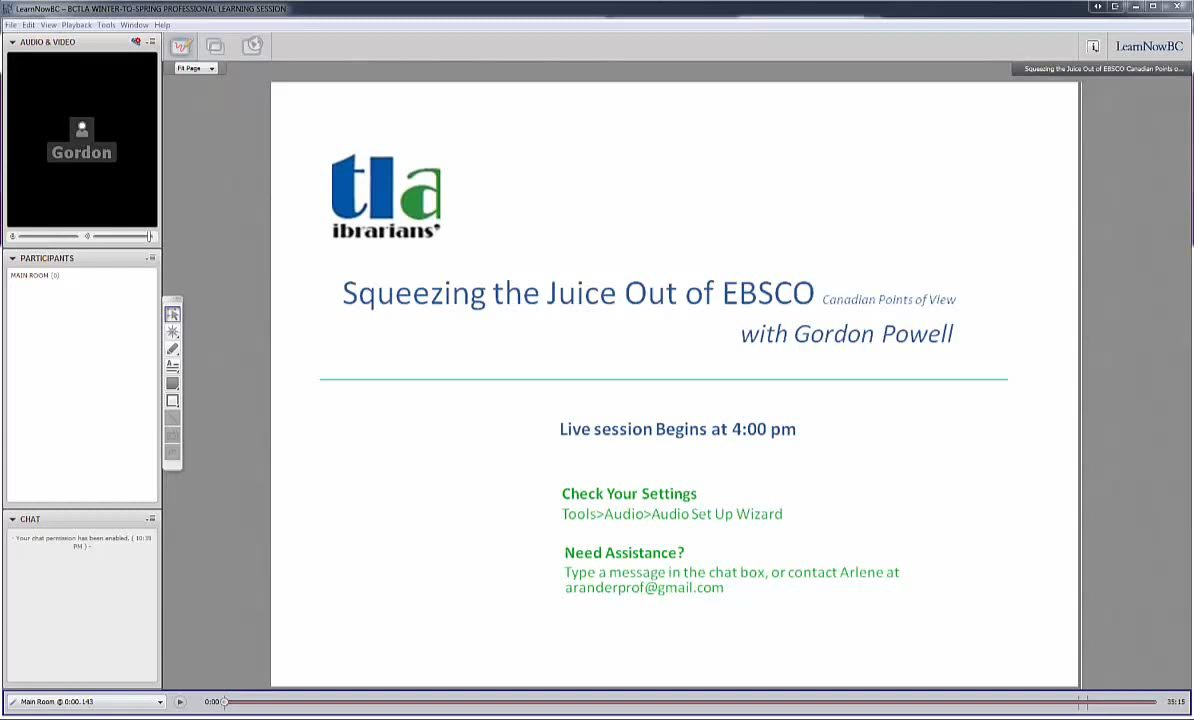 LearnNowBC – BCTLA WINTER-TO-SPRING PROFESSIONAL LEARNING SESSION
File Edit View Playback Tools Window Help
AUDIO & VIDEO
LearnNowBC
Fit Page
Squeezing the Juice Out of EBSCO Canadian Points o...
Gordon
PARTICIPANTS
MAIN ROOM (0)
tla
ibrarians'
Squeezing the Juice Out of EBSCO Canadian Points of View
with Gordon Powell
Live session Begins at 4:00 pm
Check Your Settings
Tools>Audio>Audio Set Up Wizard
Need Assistance?
Type a message in the chat box, or contact Arlene at
aranderprof@gmail.com
CHAT
- Your chat permission has been enabled. ( 10:35
PM ) -
Main Room @ 0:00.143
0:00
35:15